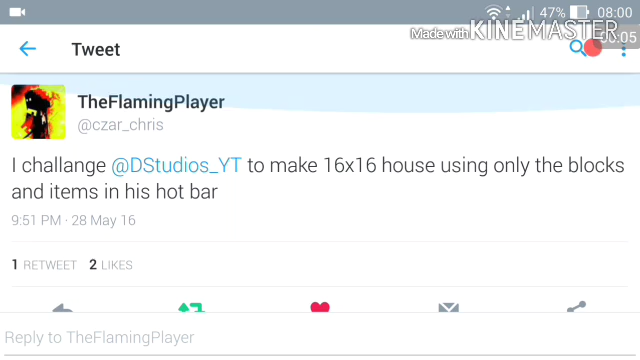 47% 08:00
Made with KINEMASTER
00:05
Tweet
TheFlamingPlayer
@czar_chris
I challange @DStudios_YT to make 16x16 house using only the blocks
and items in his hot bar
9:51 PM · 28 May 16
1 RETWEET 2 LIKES
Reply to TheFlamingPlayer